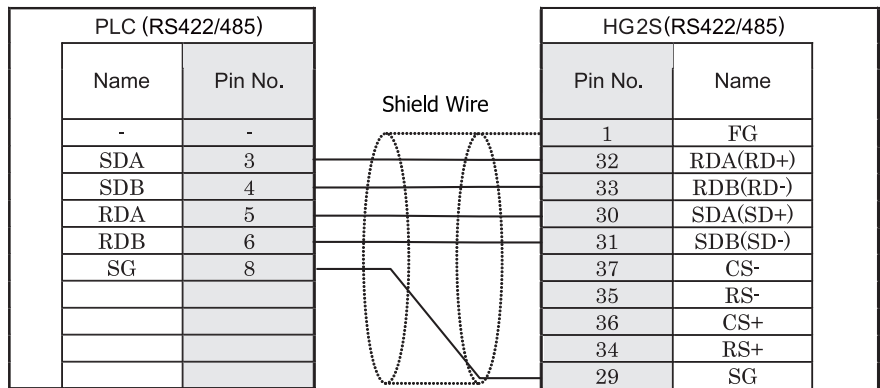 PLC (RS422/485) HG2S(RS422/485)
Name Pin No. Pin No. Name
Shield Wire
- - 1 FG
SDA 3 32 RDA(RD+)
SDB 4 33 RDB(RD-)
RDA 5 30 SDA(SD+)
RDB 6 31 SDB(SD-)
SG 8 37 CS-
35 RS-
36 CS+
34 RS+
29 SG